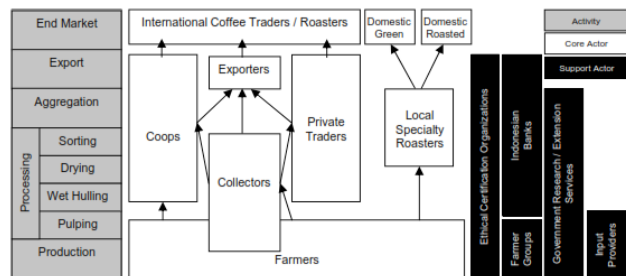 End Market
Export
Aggregation
Processing
Sorting
Drying
Wet Hulling
Pulping
Production
International Coffee Traders / Roasters
Domestic
Green
Domestic
Roasted
Exporters
Coops
Private
Traders
Collectors
Local
Specialty
Roasters
Farmers
Ethical Certification Organizations
Indonesian
Banks
Farmer
Groups
Government Research / Extension
Services
Input
Providers
Activity
Core Actor
Support Actor